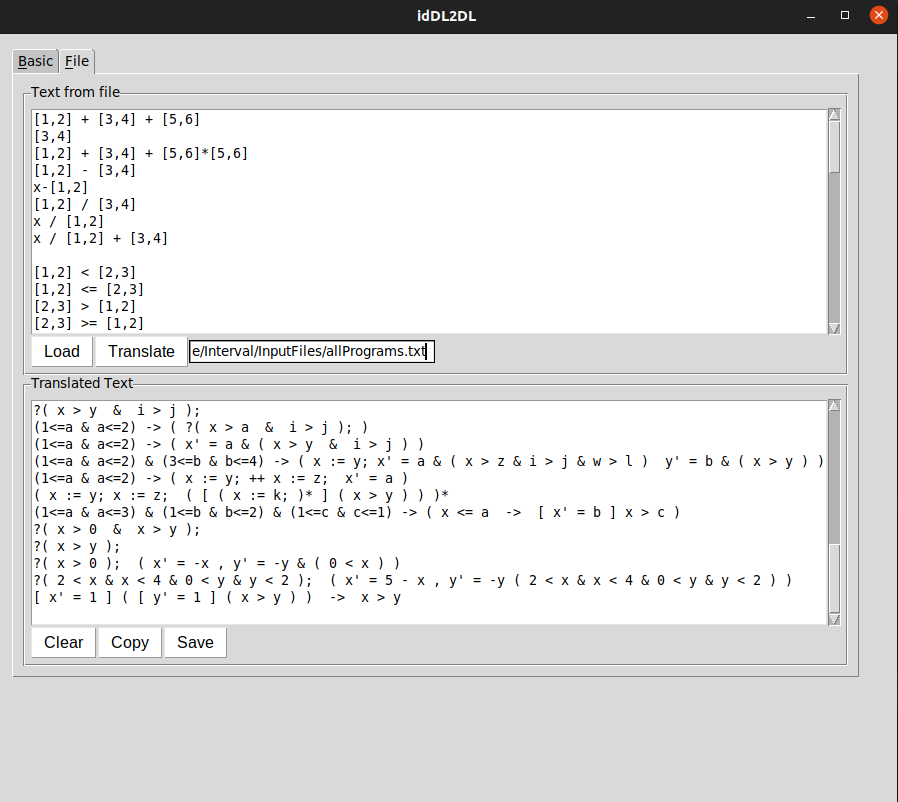 idDL2DL
Basic File
Text from file
[1,2] + [3,4] + [5,6]
[3,4]
[1,2] + [3,4] + [5,6]*[5,6]
[1,2] - [3,4]
x-[1,2]
[1,2] / [3,4]
x / [1,2]
x / [1,2] + [3,4]
[1,2] < [2,3]
[1,2] <= [2,3]
[2,3] > [1,2]
[2,3] >= [1,2]
Load Translate e/Interval/InputFiles/allPrograms.txt
Translated Text
?( x > y  &  i > j );
(1<=a & a<=2) -> ( ?( x > a  &  i > j ); )
(1<=a & a<=2) -> ( x' = a & ( x > y  &  i > j ) )
(1<=a & a<=2) & (3<=b & b<=4) -> ( x := y; x' = a & ( x > z & i > j & w > l )  y' = b & ( x > y ) )
(1<=a & a<=2) -> ( x := y; ++ x := z;  x' = a )
( x := y; x := z;  ( [ ( x := k; )* ] ( x > y ) ) )*
(1<=a & a<=3) & (1<=b & b<=2) & (1<=c & c<=1) -> ( x <= a  ->  [ x' = b ] x > c )
?( x > 0  &  x > y );
?( x > y );
?( x > 0 );  ( x' = -x , y' = -y & ( 0 < x ) )
?( 2 < x & x < 4 & 0 < y & y < 2 );  ( x' = 5 - x , y' = -y ( 2 < x & x < 4 & 0 < y & y < 2 ) )
[ x' = 1 ] ( [ y' = 1 ] ( x > y ) )  ->  x > y
Clear Copy Save